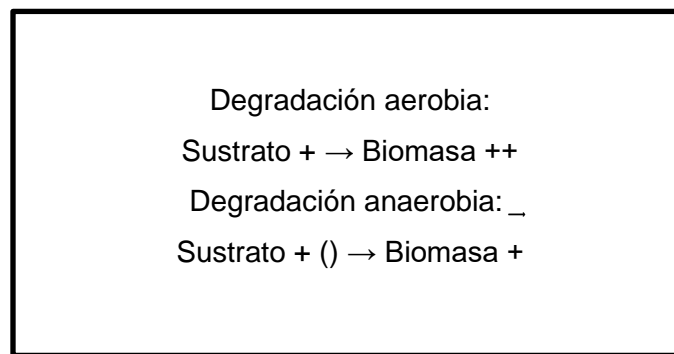 Degradación aerobia:
Sustrato + → Biomasa ++
Degradación anaerobia: →
Sustrato + () → Biomasa +